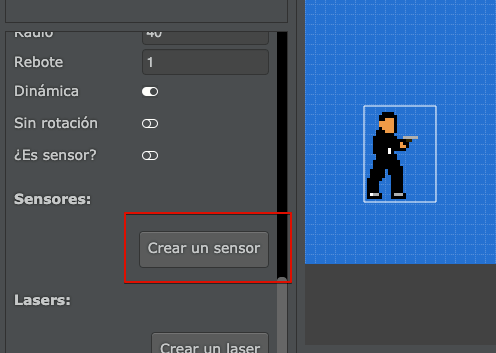 Radio 40
Rebote 1
Dinámica
Sin rotación
¿Es sensor?
Sensores:
Crear un sensor
Lasers:
Crear un laser